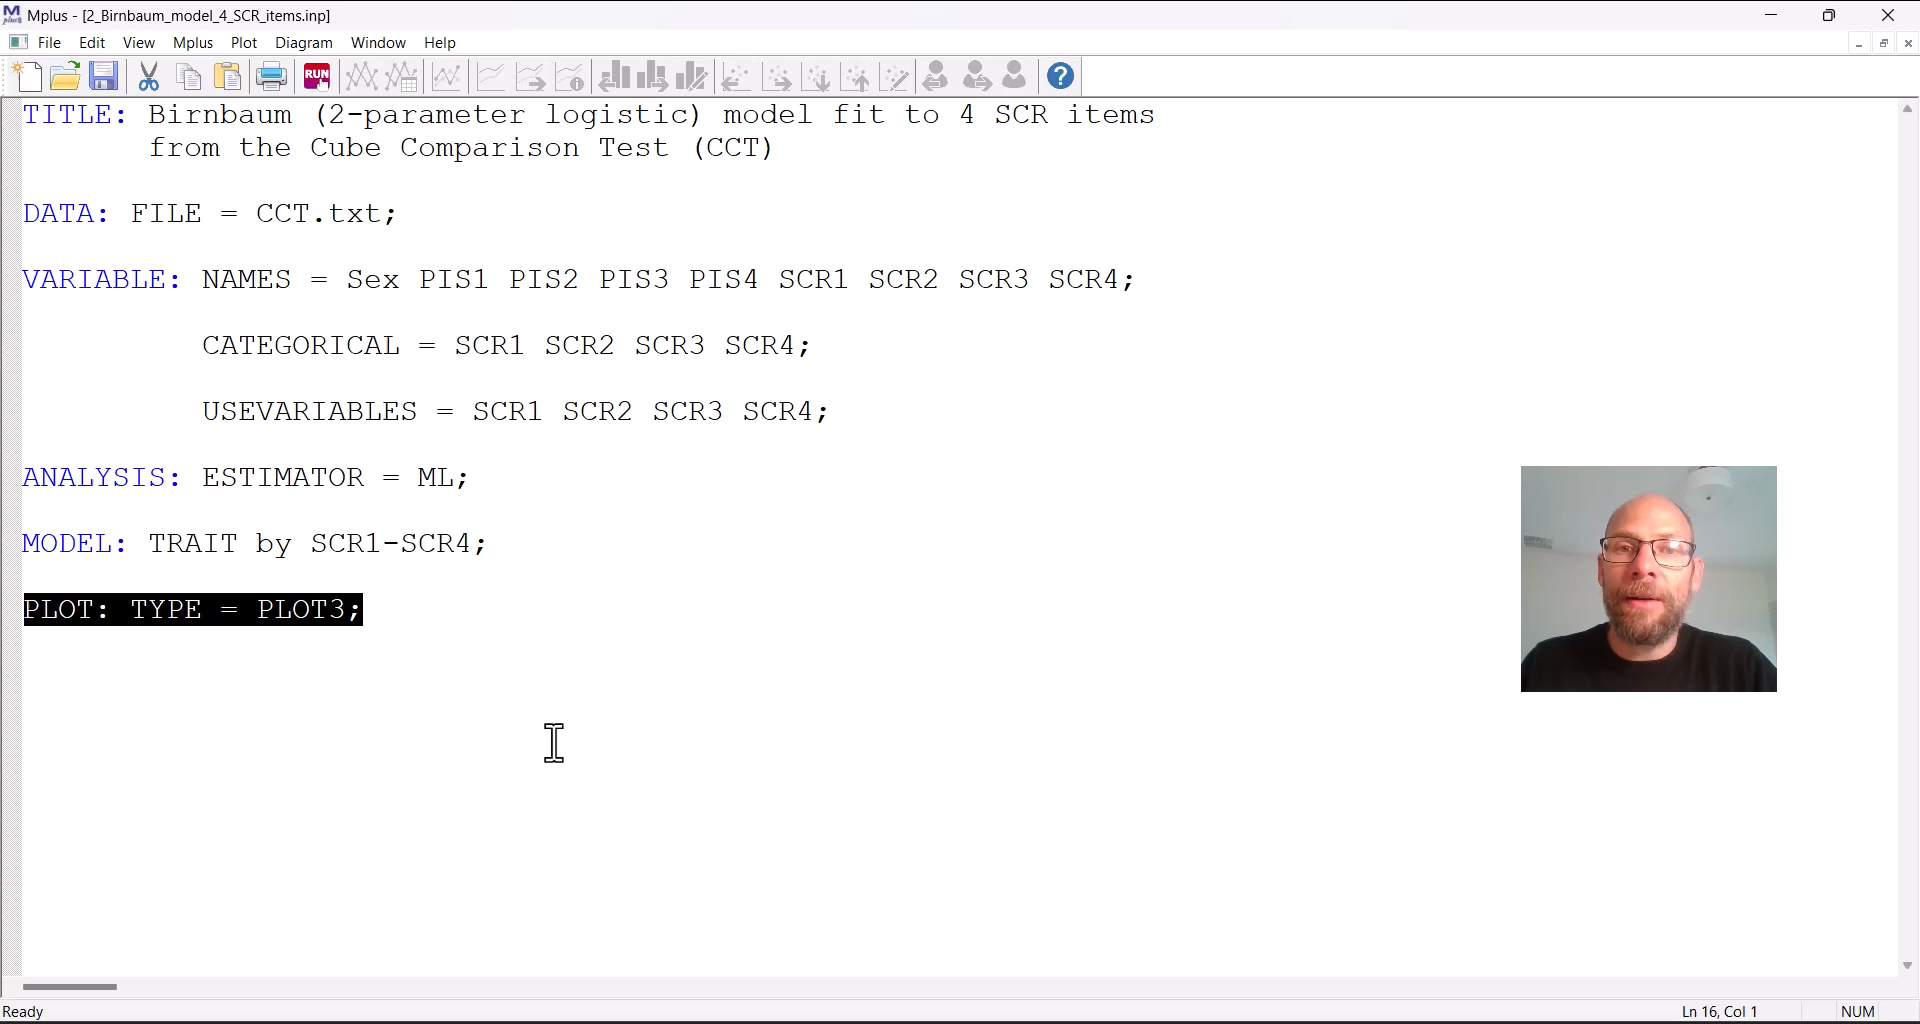 Mplus - [2_Birnbaum_model_4_SCR_items.inp]
File Edit View Mplus Plot Diagram Window Help
RUN
TITLE: Birnbaum (2-parameter logistic) model fit to 4 SCR items
from the Cube Comparison Test (CCT)
DATA: FILE = CCT.txt;
VARIABLE: NAMES = Sex PIS1 PIS2 PIS3 PIS4 SCR1 SCR2 SCR3 SCR4;
CATEGORICAL = SCR1 SCR2 SCR3 SCR4;
USEVARIABLES = SCR1 SCR2 SCR3 SCR4;
ANALYSIS: ESTIMATOR = ML;
MODEL: TRAIT by SCR1-SCR4;
PLOT: TYPE = PLOT3;
Ready Ln 16, Col 1 NUM